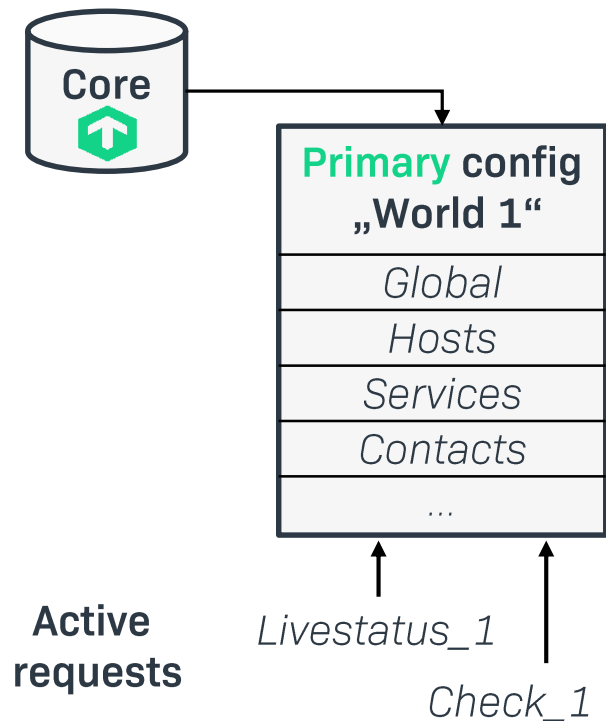 Core
Primary config
„World 1“
Global
Hosts
Services
Contacts
...
Active
requests
Livestatus_1
Check_1